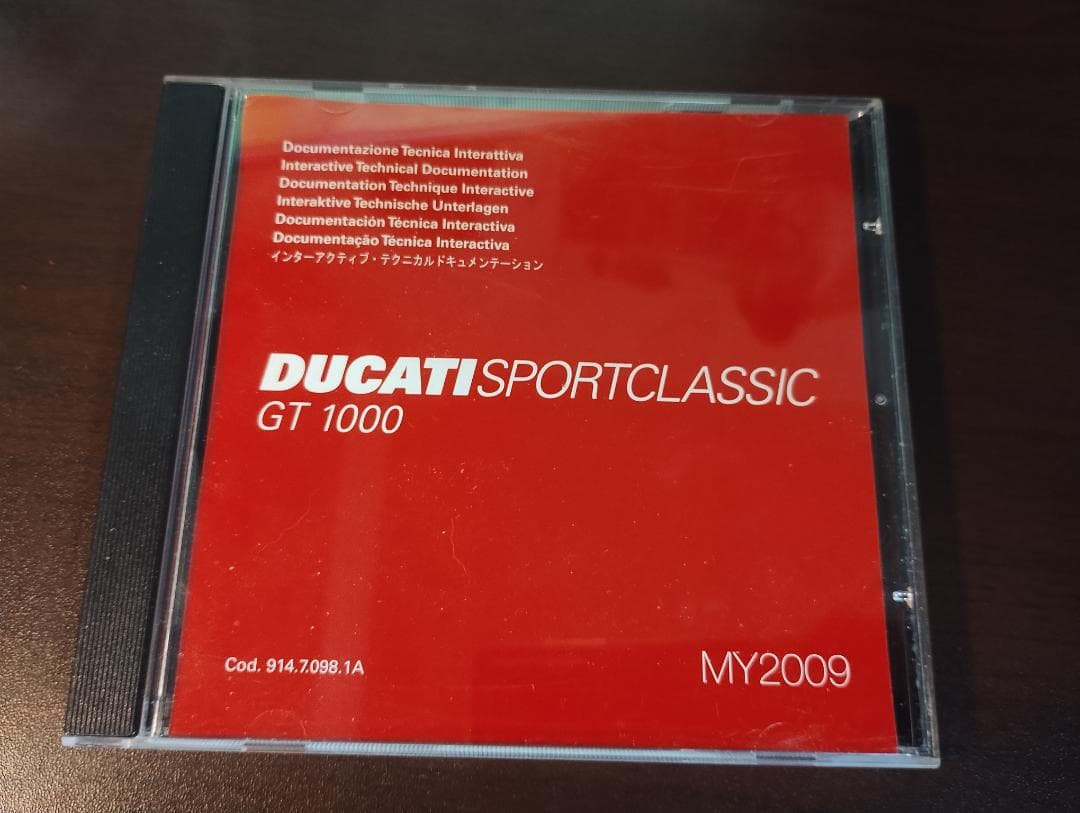 Documentazione Tecnica Interattiva
Interactive Technical Documentation
Documentation Technique Interactive
Interaktive Technische Unterlagen
Documentación Técnica Interactiva
Documentação Técnica Interactiva
インターアクティブ・テクニカルドキュメンテーション
DUCATI SPORTCLASSIC
GT 1000
Cod. 914.7.098.1A
MY2009